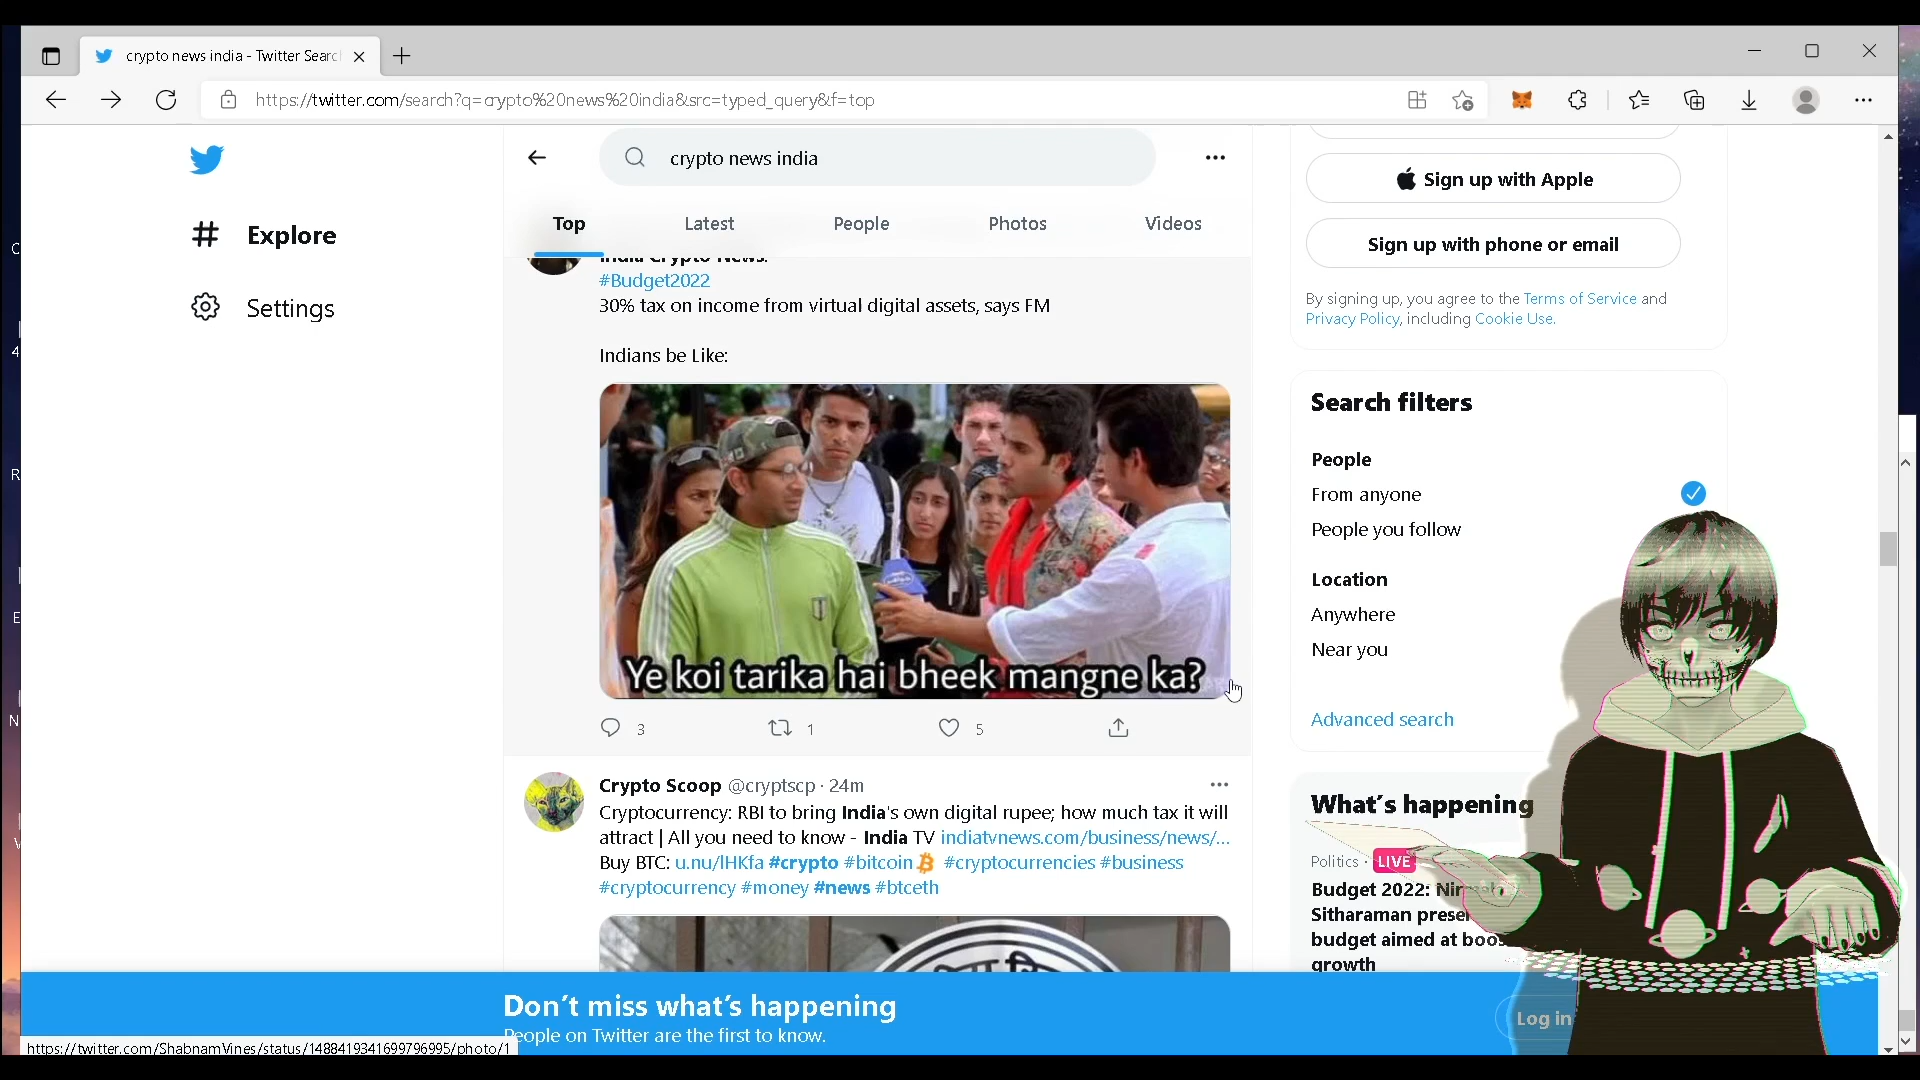 crypto news india - Twitter Searc
https://twitter.com/search?q=crypto%20news%20india&src=typed_query&f=top
crypto news india
Explore
Settings
Top
Latest
People
Photos
Videos
India Crypto News:
#Budget2022
30% tax on income from virtual digital assets, says FM
Indians be Like:
Ye koi tarika hai bheek mangne ka?
3
1
5
Crypto Scoop @cryptscp · 24m
Cryptocurrency: RBI to bring India's own digital rupee; how much tax it will
attract | All you need to know - India TV indiatvnews.com/business/news/…
Buy BTC: u.nu/lHKfa #crypto #bitcoin #cryptocurrencies #business
#cryptocurrency #money #news #btceth
Sign up with Apple
Sign up with phone or email
By signing up, you agree to the Terms of Service and
Privacy Policy, including Cookie Use.
Search filters
People
From anyone
People you follow
Location
Anywhere
Near you
Advanced search
What's happening
Politics · LIVE
Budget 2022:
Sitharaman
budget aimed at
growth
Don't miss what's happening
People on Twitter are the first to know.
Log in
https://twitter.com/ShabnamVines/status/1488419341699796995/photo/1